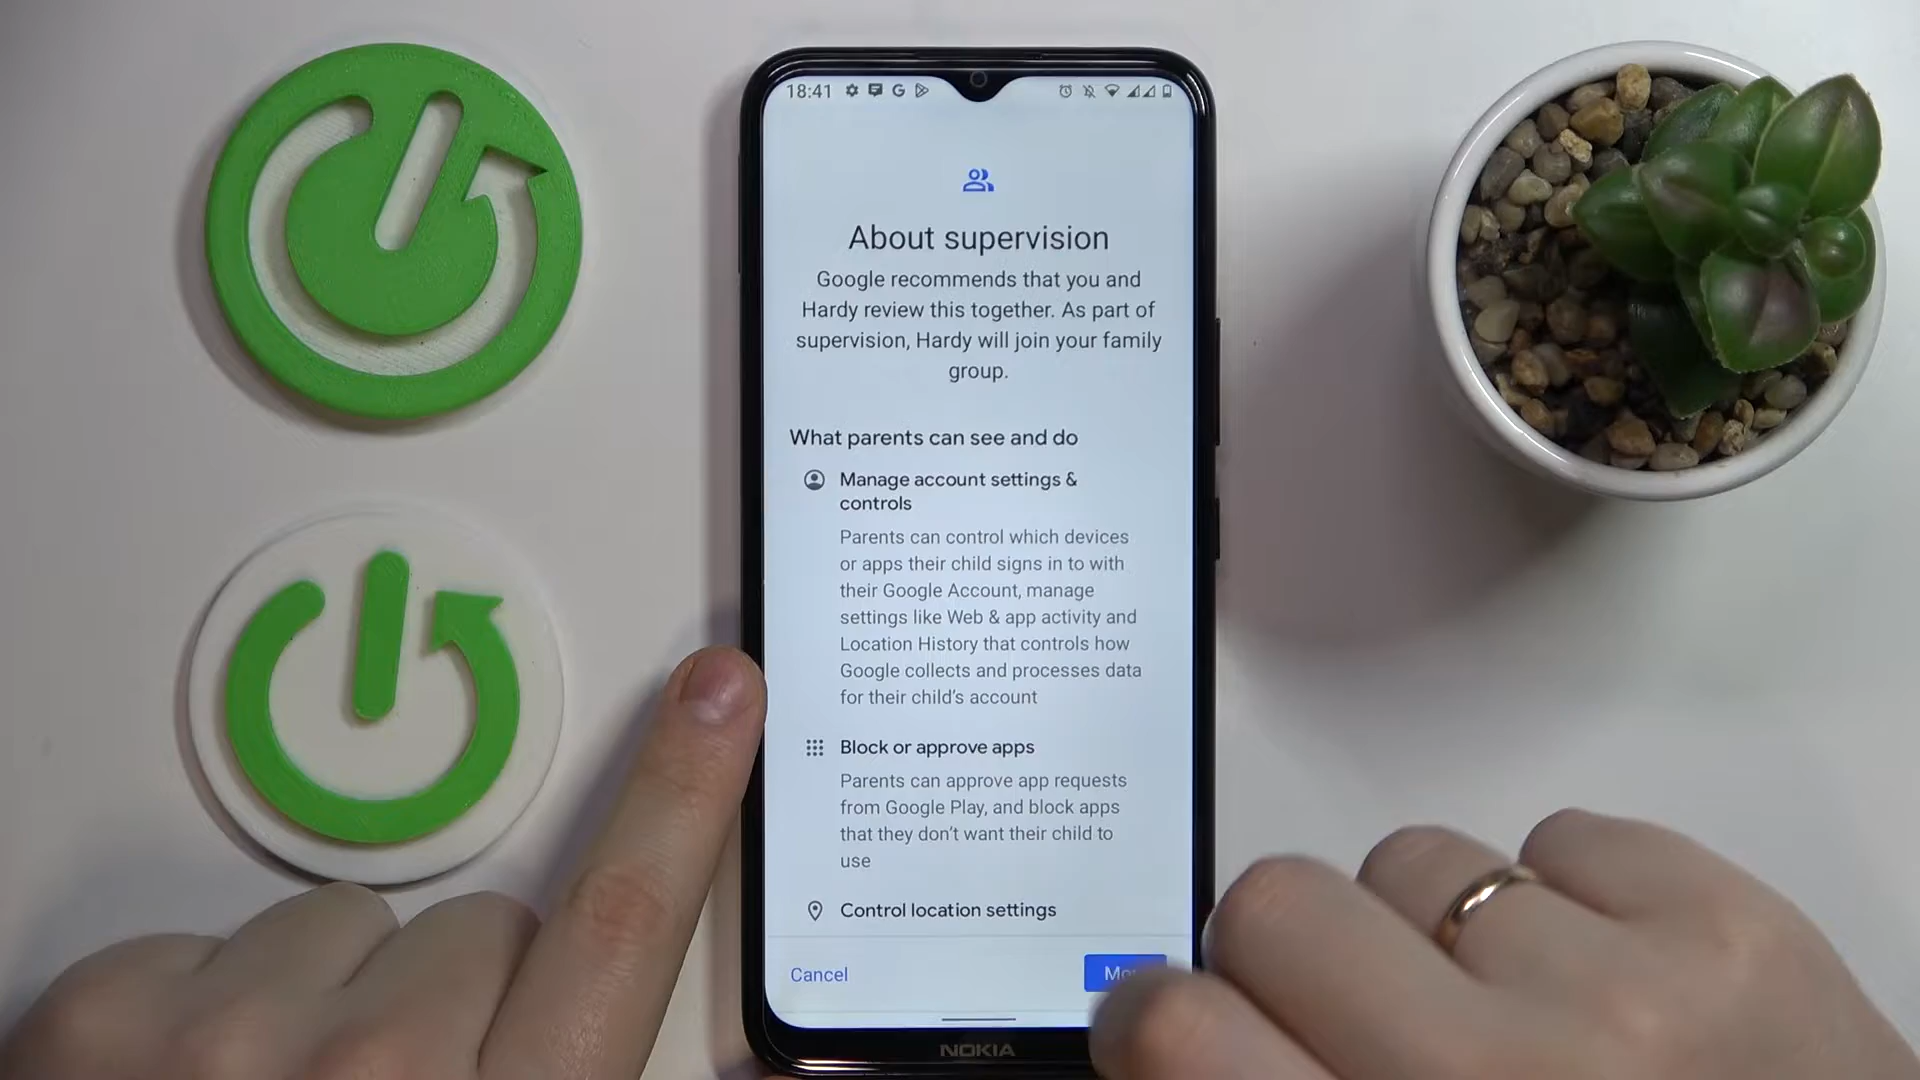 18:41
About supervision
Google recommends that you and
Hardy review this together. As part of
supervision, Hardy will join your family
group.
What parents can see and do
Manage account settings &
controls
Parents can control which devices
or apps their child signs in to with
their Google Account, manage
settings like Web & app activity and
Location History that controls how
Google collects and processes data
for their child's account
Block or approve apps
Parents can approve app requests
from Google Play, and block apps
that they don't want their child to
use
Control location settings
Cancel
NOKIA